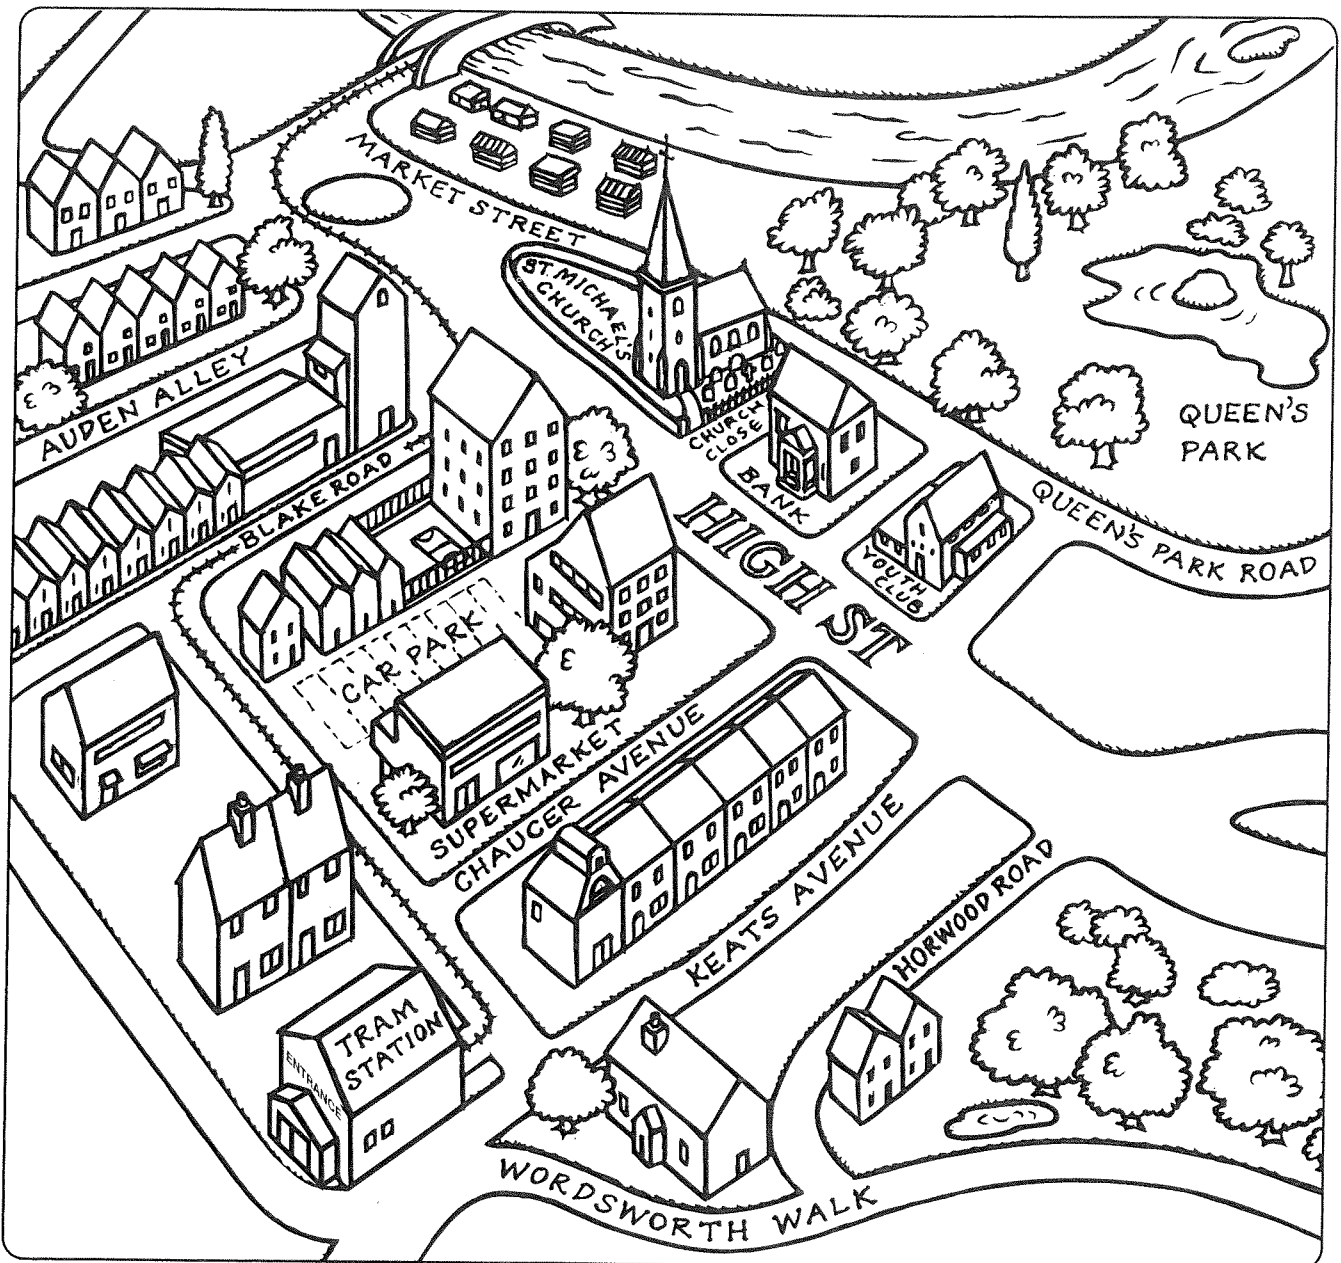 MARKET STREET
ST. MICHAEL'S
CHURCH
QUEEN'S
PARK
AUDEN ALLEY
CHURCH
CLOSE
BLAKE ROAD
BANK
HIGH ST
QUEEN'S PARK ROAD
YOUTH
CLUB
CAR PARK
SUPERMARKET
CHAUCER AVENUE
KEATS AVENUE
HORWOOD ROAD
TRAM
STATION
ENTRANCE
WORDSWORTH WALK